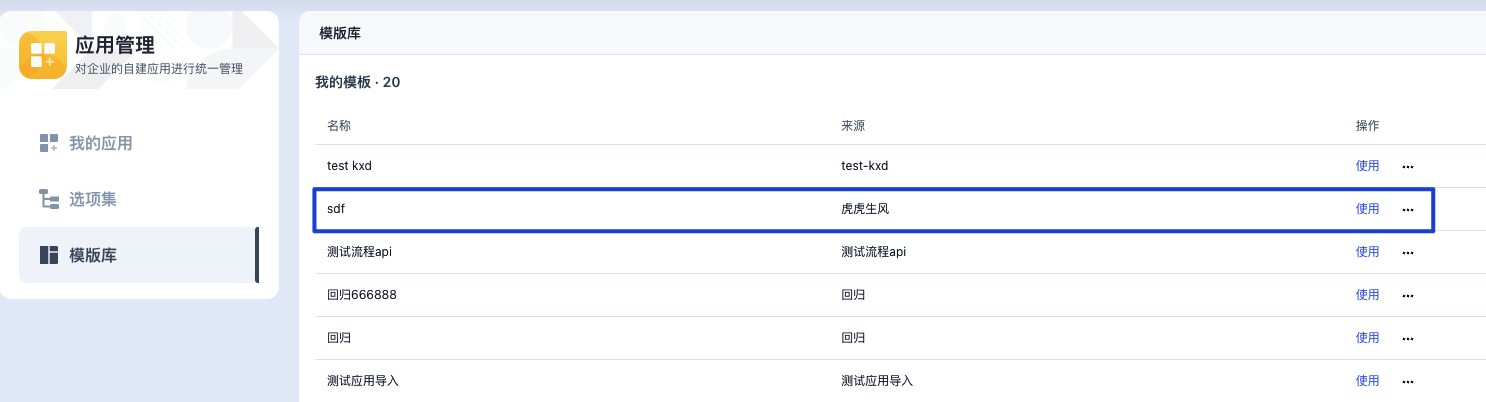 应用管理
对企业的自建应用进行统一管理
我的应用
选项集
模版库
模版库
我的模板 · 20
名称 来源 操作
test kxd test-kxd 使用 ···
sdf 虎虎生风 使用 ···
测试流程api 测试流程api 使用 ···
回归666888 回归 使用 ···
回归 回归 使用 ···
测试应用导入 测试应用导入 使用 ···